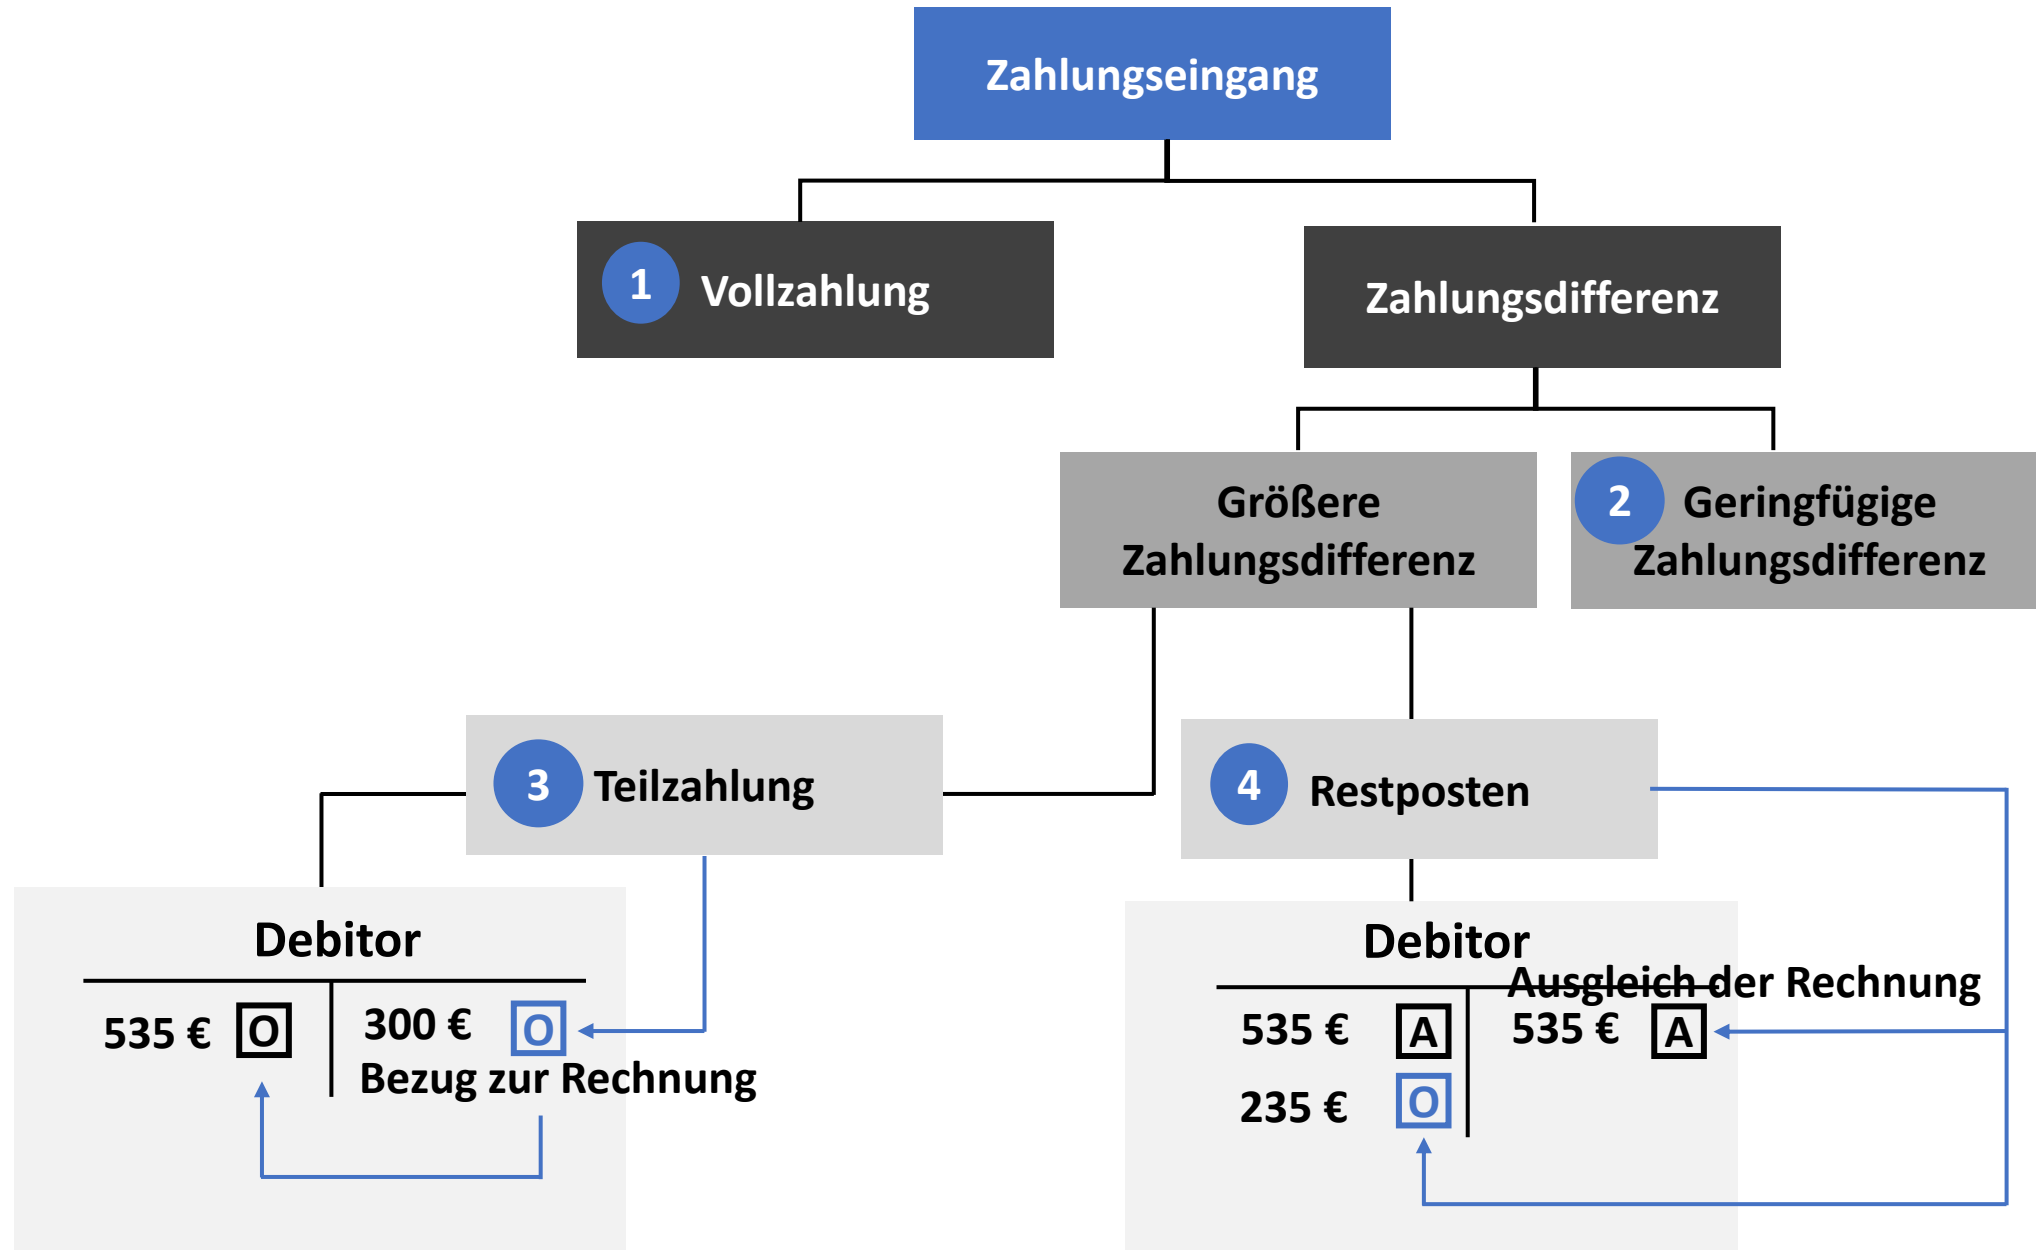 Zahlungseingang
1 Vollzahlung
Zahlungsdifferenz
Größere
Zahlungsdifferenz
2 Geringfügige
Zahlungsdifferenz
3 Teilzahlung
4 Restposten
Debitor
535 € O
300 € O
Bezug zur Rechnung
Debitor
Ausgleich der Rechnung
535 € A
535 € A
235 € O